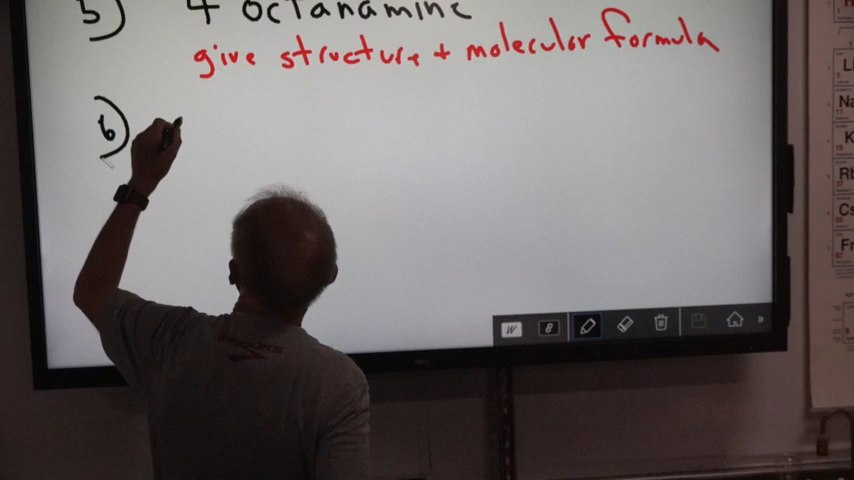 5) 4 octanamine
give structure + molecular formula
6)
W B
Li
Na
K
Rb
Cs
Fr